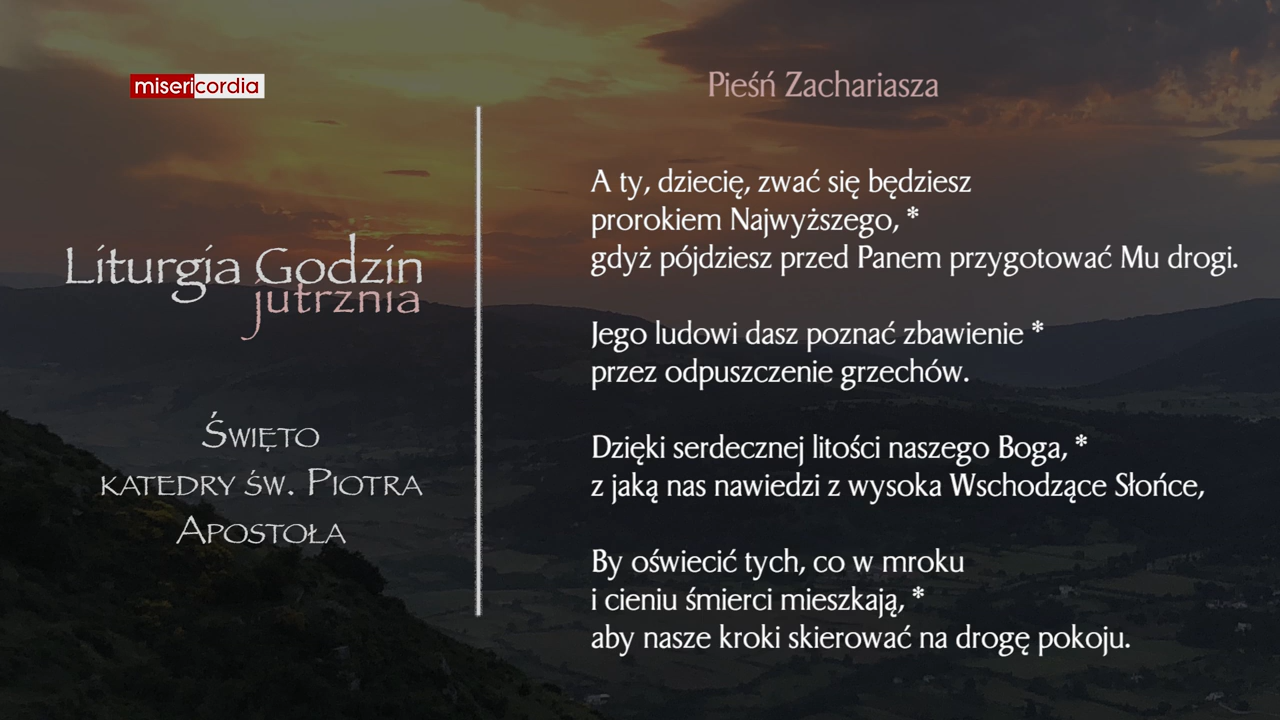 misericordia
Liturgia Godzin
jutrznia
Święto
katedry św. Piotra
Apostoła
Pieśń Zachariasza
A ty, dziecię, zwać się będziesz
prorokiem Najwyższego, *
gdyż pójdziesz przed Panem przygotować Mu drogi.
Jego ludowi dasz poznać zbawienie *
przez odpuszczenie grzechów.
Dzięki serdecznej litości naszego Boga, *
z jaką nas nawiedzi z wysoka Wschodzące Słońce,
By oświecić tych, co w mroku
i cieniu śmierci mieszkają, *
aby nasze kroki skierować na drogę pokoju.